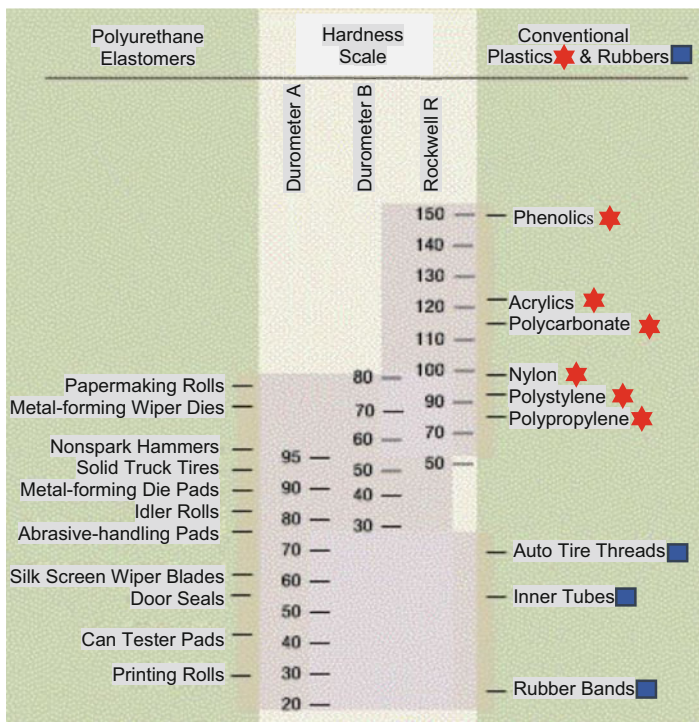 Polyurethane
Elastomers
Hardness
Scale
Conventional
Plastics & Rubbers
Durometer A
Durometer B
Rockwell R
150
140
130
120
110
100
90
70
50
80
70
60
50
40
30
95
90
80
70
60
50
40
30
20
Papermaking Rolls
Metal-forming Wiper Dies
Nonspark Hammers
Solid Truck Tires
Metal-forming Die Pads
Idler Rolls
Abrasive-handling Pads
Silk Screen Wiper Blades
Door Seals
Can Tester Pads
Printing Rolls
Phenolics
Acrylics
Polycarbonate
Nylon
Polystylene
Polypropylene
Auto Tire Threads
Inner Tubes
Rubber Bands